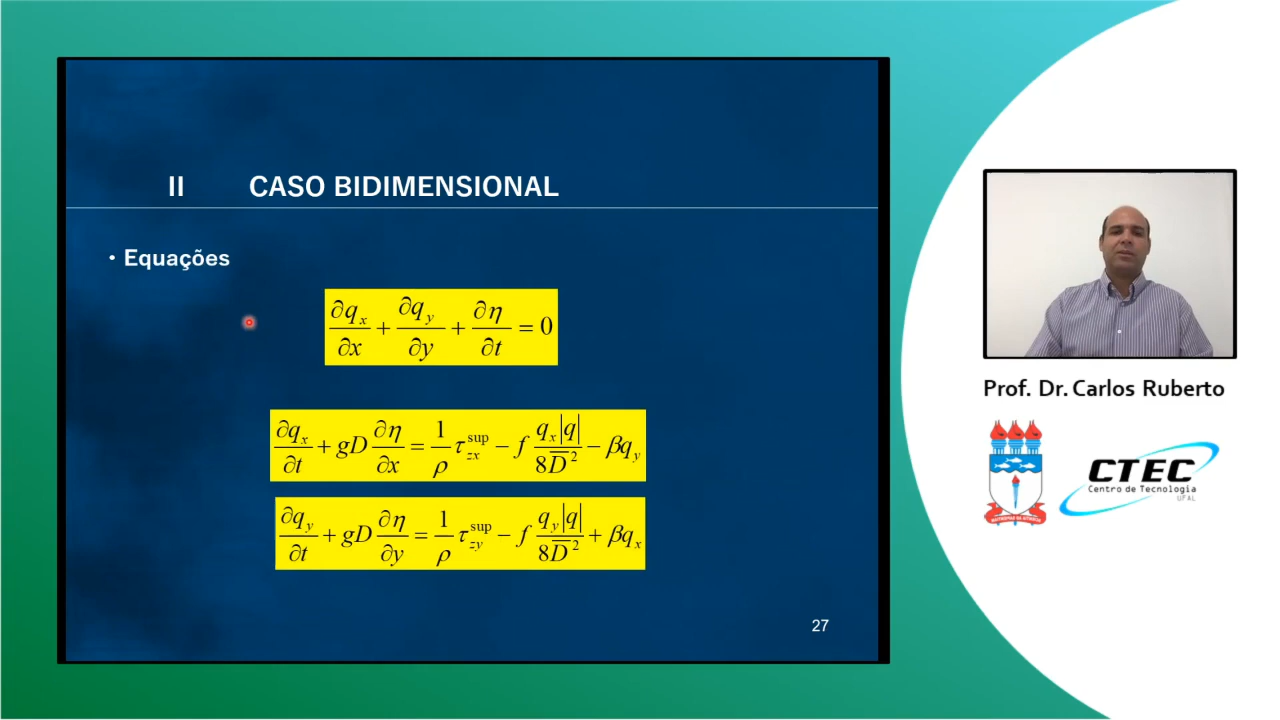 II CASO BIDIMENSIONAL
• Equações
∂q_x/∂x + ∂q_y/∂y + ∂η/∂t = 0
∂q_x/∂t + gD ∂η/∂x = 1/ρ τ_zx^sup − f q_x|q|/8D̅² − βq_y
∂q_y/∂t + gD ∂η/∂y = 1/ρ τ_zy^sup − f q_y|q|/8D̅² + βq_x
27
Prof. Dr. Carlos Ruberto
CTEC
Centro de Tecnologia
UFAL